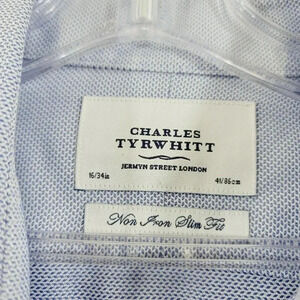 CHARLES
TYRWHITT
JERMYN STREET LONDON
16/34in 41/86cm
Non Iron Slim Fit